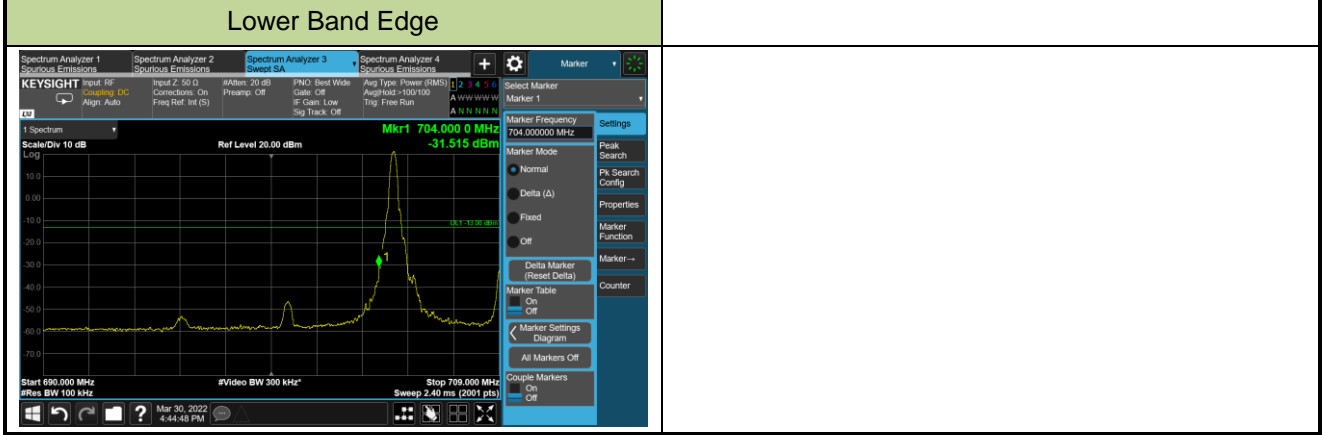 Lower Band Edge
Spectrum Analyzer 1
Spurious Emissions
Spectrum Analyzer 2
Spurious Emissions
Spectrum Analyzer 3
Swept SA
Spectrum Analyzer 4
Spurious Emissions
+
Marker
KEYSIGHT
Input: RF
Coupling: DC
Align: Auto
Input Z: 50 Ω
Corrections: On
Freq Ref: Int (S)
#Atten: 20 dB
Preamp: Off
PNO: Best Wide
Gate: Off
IF Gain: Low
Sig Track: Off
Avg Type: Power (RMS)
Avg|Hold:>100/100
Trig: Free Run
1 2 3 4 5 6
A W W W W W
A N N N N N
LXI
Select Marker
Marker 1
1 Spectrum
Scale/Div 10 dB
Log
Ref Level 20.00 dBm
Mkr1 704.000 0 MHz
-31.515 dBm
10.0
0.00
-10.0
-20.0
-30.0
-40.0
-50.0
-60.0
-70.0
DL1 -13.00 dBm
1
Start 690.000 MHz
#Res BW 100 kHz
#Video BW 300 kHz*
Stop 709.000 MHz
Sweep 2.40 ms (2001 pts)
Marker Frequency
704.000000 MHz
Marker Mode
Normal
Delta (Δ)
Fixed
Off
Delta Marker
(Reset Delta)
Marker Table
On
Off
Marker Settings
Diagram
All Markers Off
Couple Markers
On
Off
Settings
Peak
Search
Pk Search
Config
Properties
Marker
Function
Marker→
Counter
?
Mar 30, 2022
4:44:48 PM